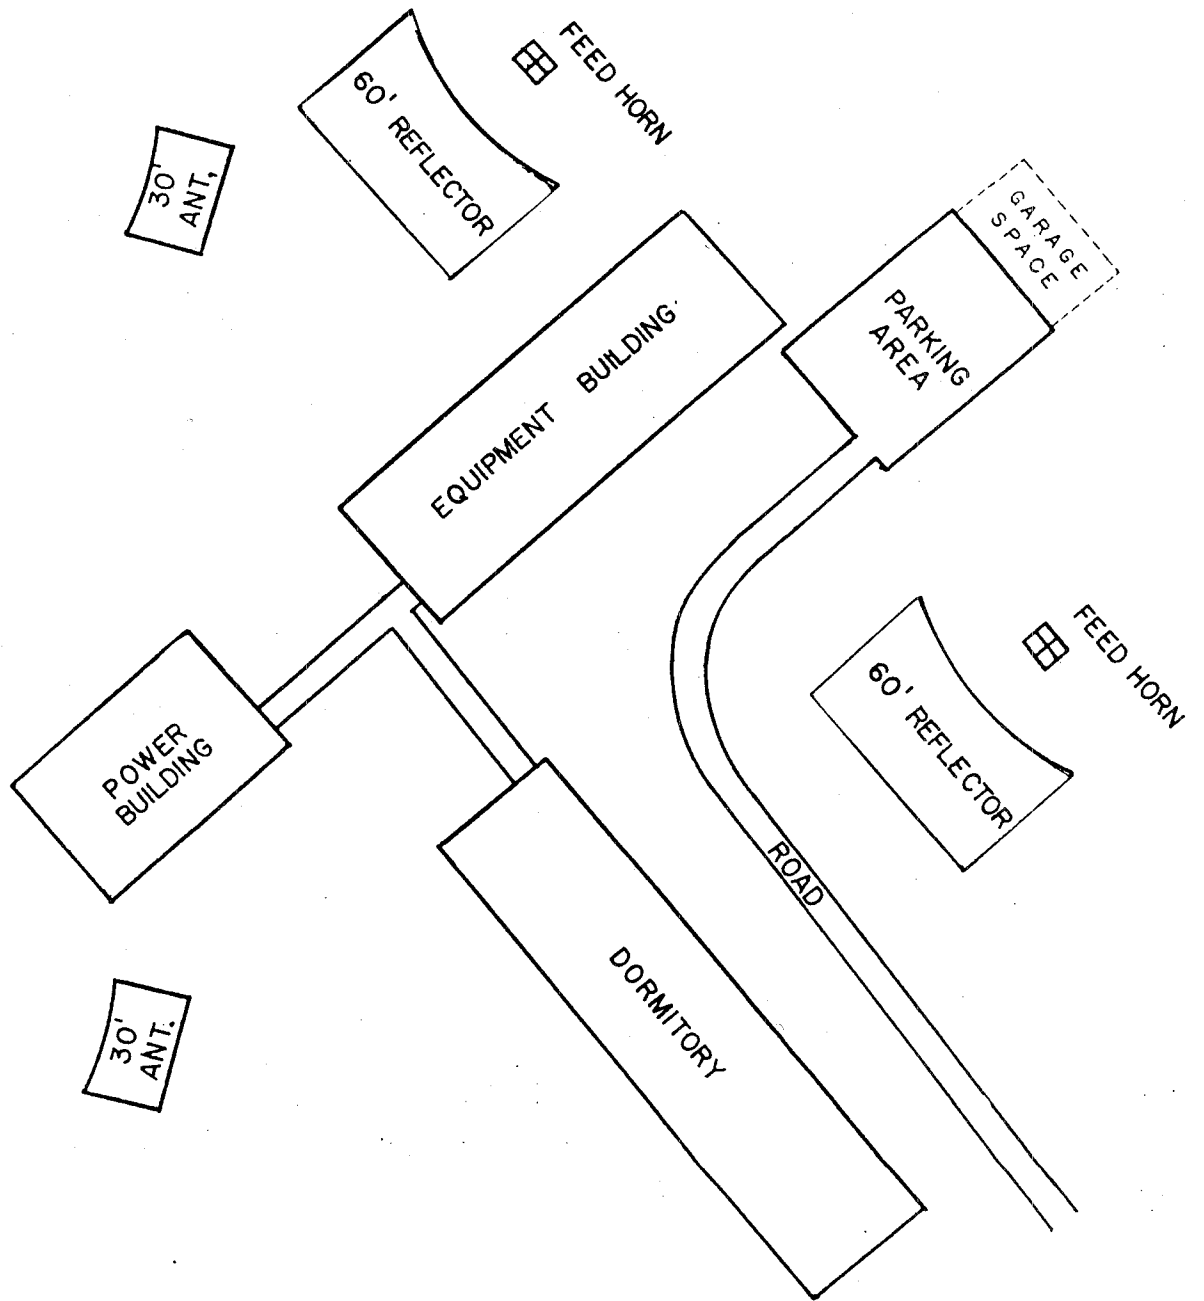 FEED HORN
60' REFLECTOR
30'
ANT,
GARAGE
SPACE
PARKING
AREA
EQUIPMENT BUILDING
FEED HORN
60' REFLECTOR
POWER
BUILDING
ROAD
DORMITORY
30'
ANT.